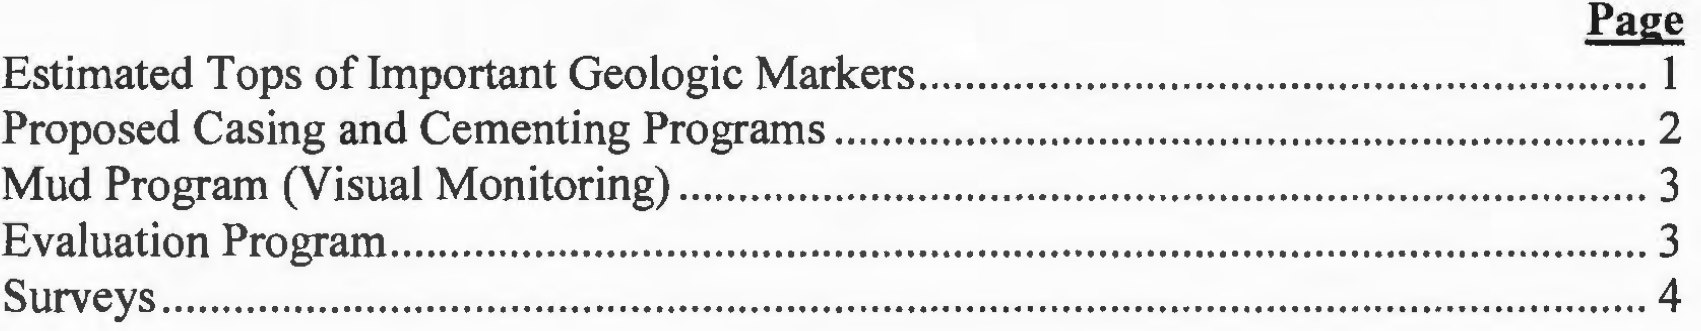 Page
Estimated Tops of Important Geologic Markers........................................................... 1
Proposed Casing and Cementing Programs .................................................................. 2
Mud Program (Visual Monitoring) ............................................................................... 3
Evaluation Program....................................................................................................... 3
Surveys.......................................................................................................................... 4